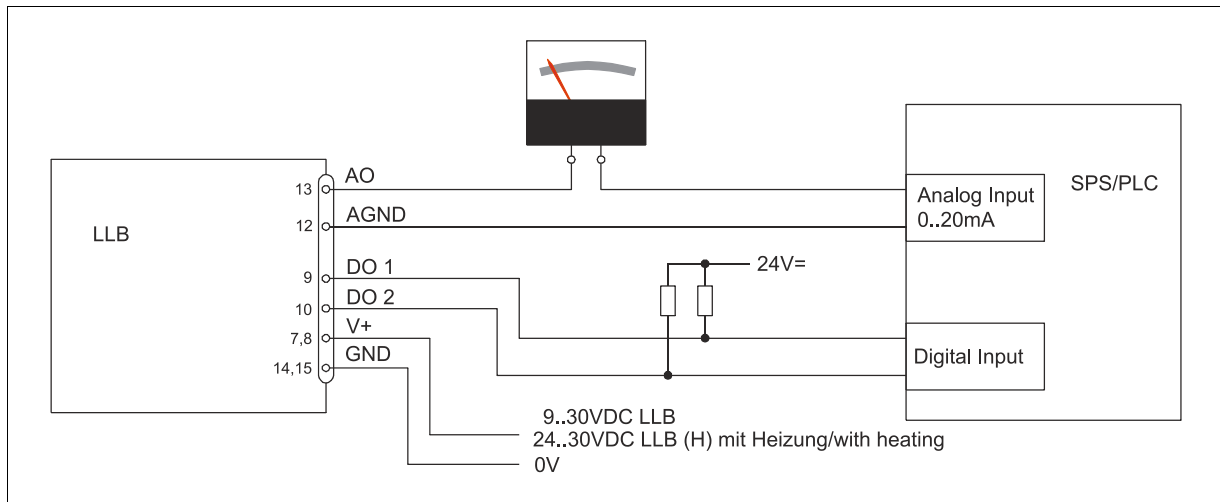 AO
13
AGND
12
LLB
DO 1
9
DO 2
10
V+
7,8
GND
14,15
Analog Input
0..20mA
SPS/PLC
24V=
Digital Input
9..30VDC LLB
24..30VDC LLB (H) mit Heizung/with heating
0V